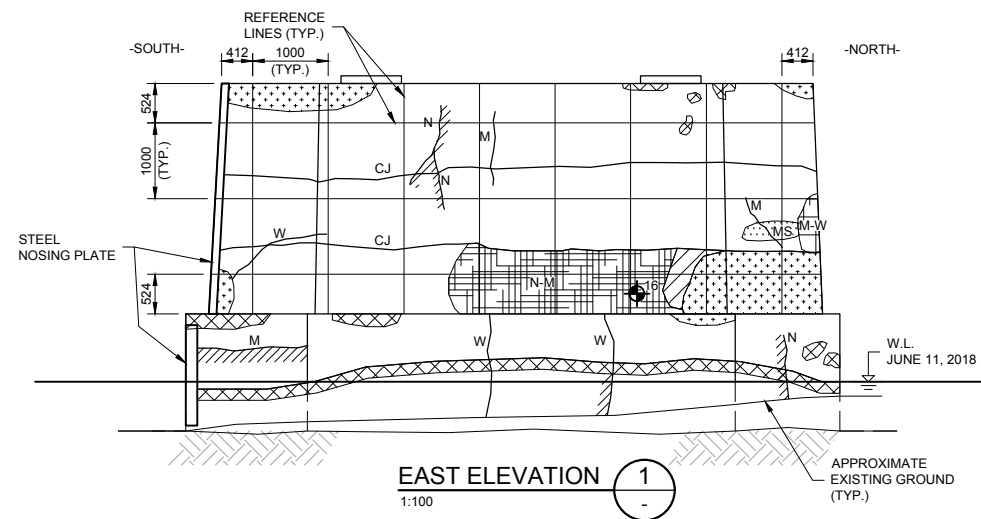 REFERENCE
LINES (TYP.)
-SOUTH-
412
1000
(TYP.)
412
-NORTH-
524
N
M
1000
(TYP.)
CJ
N
M
MS
M-W
W
CJ
STEEL
NOSING PLATE
524
N-M
16
M
W
W
N
W.L.
JUNE 11, 2018
EAST ELEVATION
1:100
1
-
APPROXIMATE
EXISTING GROUND
(TYP.)